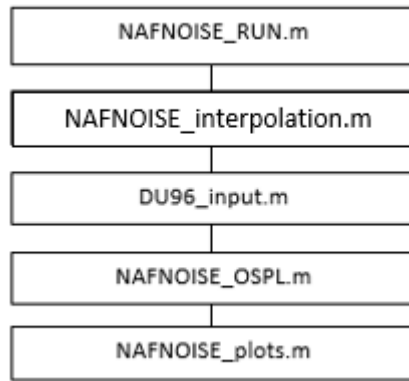 NAFNOISE_RUN.m
NAFNOISE_interpolation.m
DU96_input.m
NAFNOISE_OSPL.m
NAFNOISE_plots.m